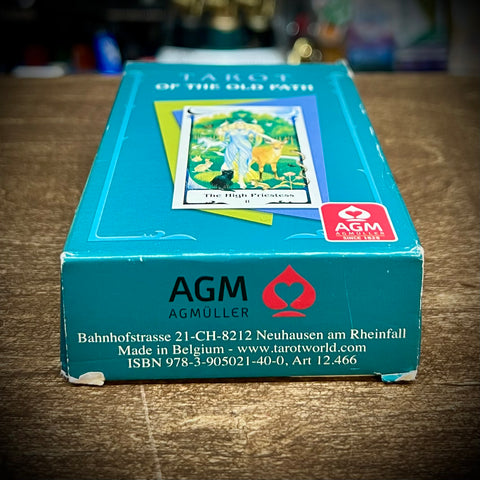 TAROT
OF THE OLD PATH
The High Priestess
II
AGM
AGMÜLLER
SINCE 1828
AGM
AGMÜLLER
Bahnhofstrasse 21-CH-8212 Neuhausen am Rheinfall
Made in Belgium - www.tarotworld.com
ISBN 978-3-905021-40-0, Art 12.466